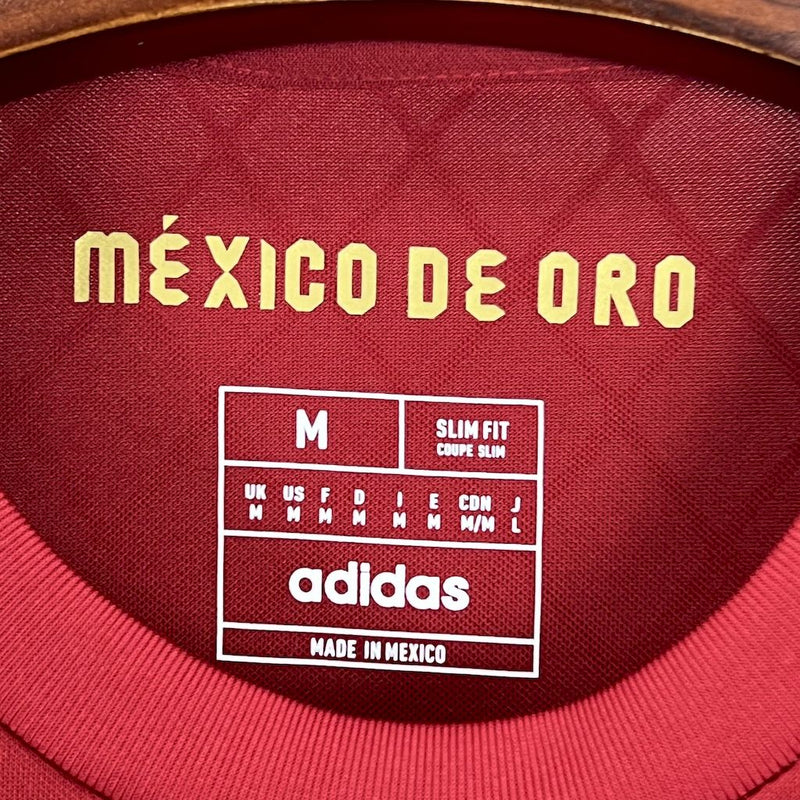 MÉXICO DE ORO
M
SLIM FIT
COUPE SLIM
UK US F D I E CDN J
M M M M M M M/M L
adidas
MADE IN MEXICO